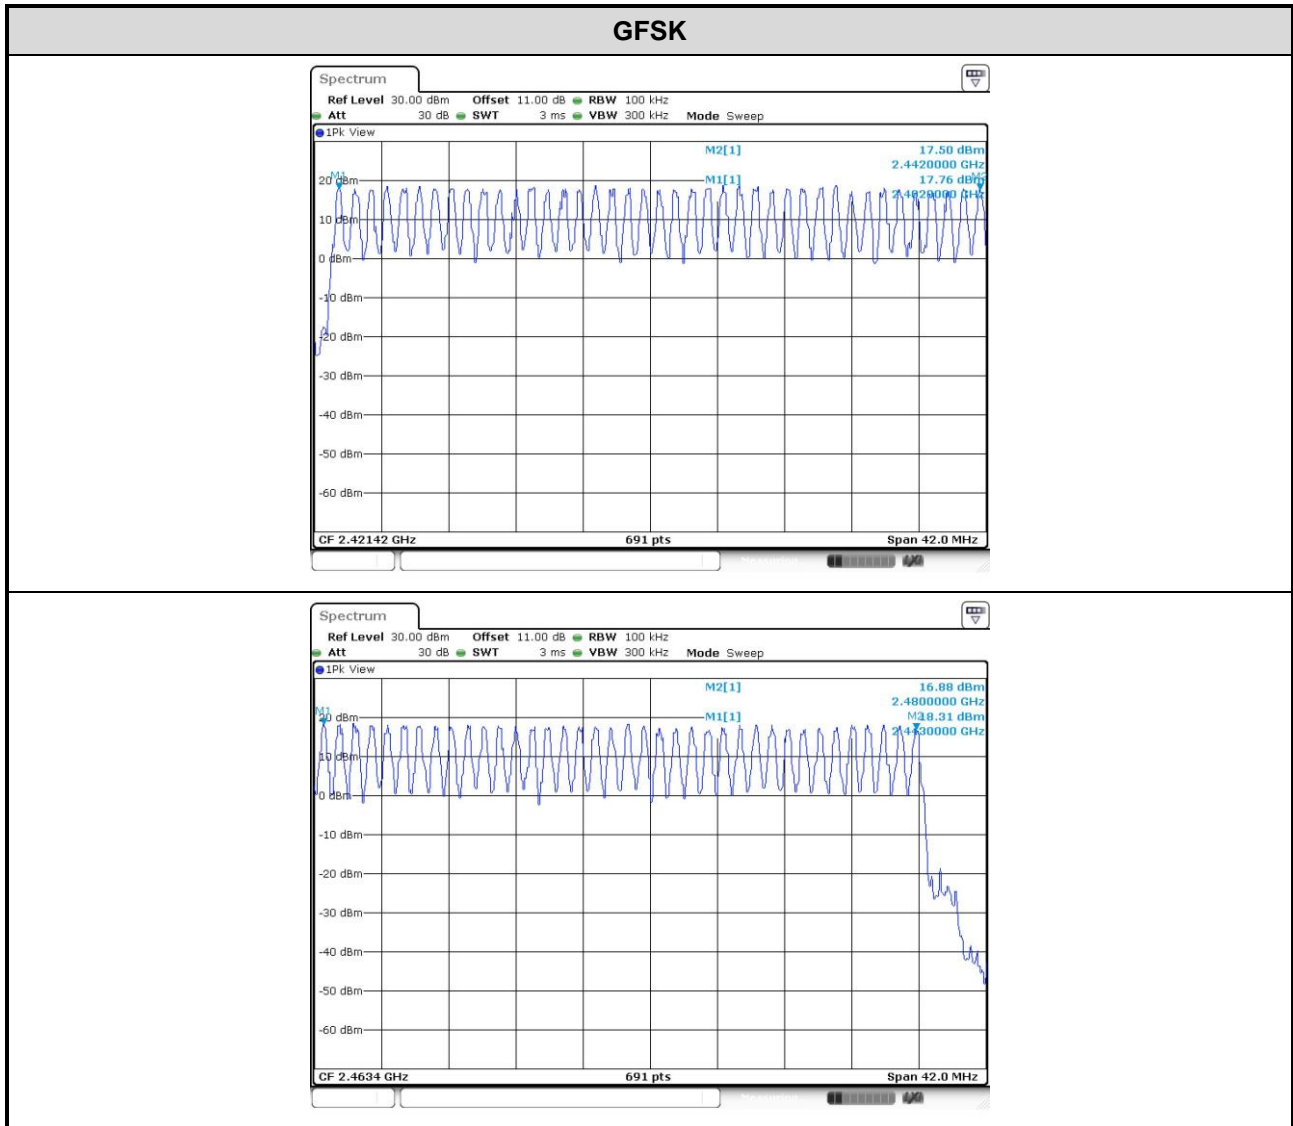 GFSK
Spectrum
Ref Level 30.00 dBm Offset 11.00 dB RBW 100 kHz
Att 30 dB SWT 3 ms VBW 300 kHz Mode Sweep
1Pk View
M2[1] 17.50 dBm
2.4420000 GHz
M1 M1[1] 17.76 dBm
20 dBm
10 dBm
0 dBm
-10 dBm
-20 dBm
-30 dBm
-40 dBm
-50 dBm
-60 dBm
CF 2.42142 GHz 691 pts Span 42.0 MHz
Spectrum
Ref Level 30.00 dBm Offset 11.00 dB RBW 100 kHz
Att 30 dB SWT 3 ms VBW 300 kHz Mode Sweep
1Pk View
M2[1] 16.88 dBm
2.4800000 GHz
M1 M1[1] 18.31 dBm
20 dBm 2.4430000 GHz
10 dBm
0 dBm
-10 dBm
-20 dBm
-30 dBm
-40 dBm
-50 dBm
-60 dBm
CF 2.4634 GHz 691 pts Span 42.0 MHz